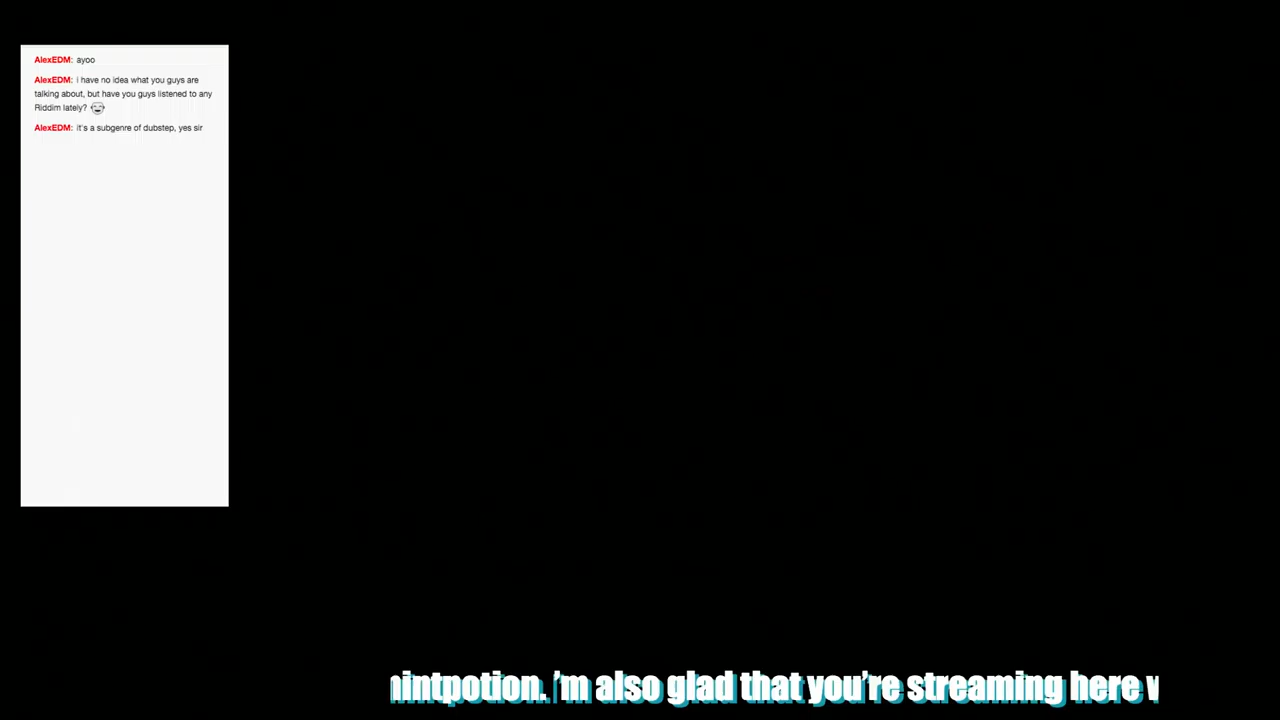 AlexEDM: ayoo
AlexEDM: i have no idea what you guys are
talking about, but have you guys listened to any
Riddim lately?
AlexEDM: it's a subgenre of dubstep, yes sir
intpotion. I'm also glad that you're streaming here